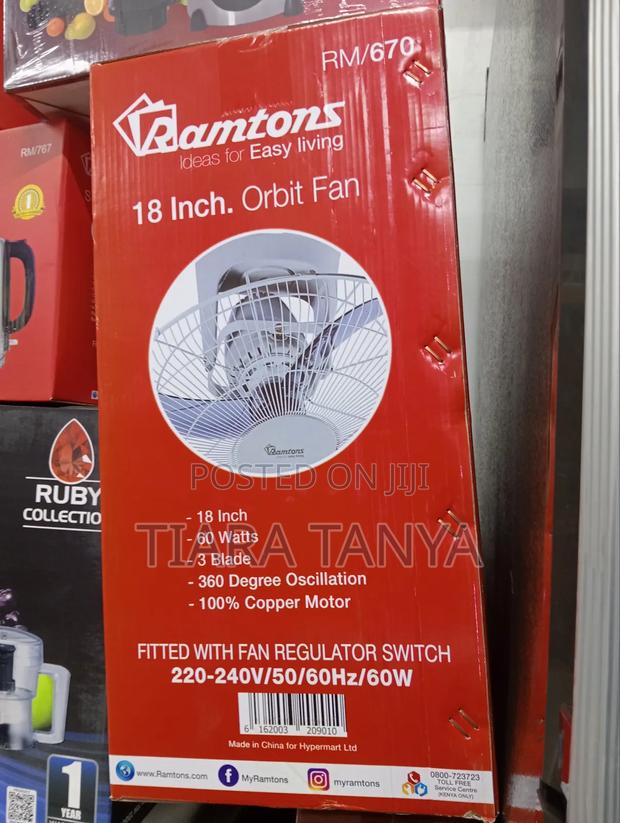 RM/670
Ramtons
Ideas for Easy living
18 Inch. Orbit Fan
Ramtons
POSTED ON JIJI
- 18 Inch
- 60 Watts
TIARA TANYA
- 3 Blade
- 360 Degree Oscillation
- 100% Copper Motor
FITTED WITH FAN REGULATOR SWITCH
220-240V/50/60Hz/60W
6 162003 209010
Made in China for Hypermart Ltd
www.Ramtons.com
MyRamtons
myramtons
0800-723723
TOLL FREE
Service Centre
(KENYA ONLY)
RM/767
1
RUBY
COLLECTIO
1
YEAR